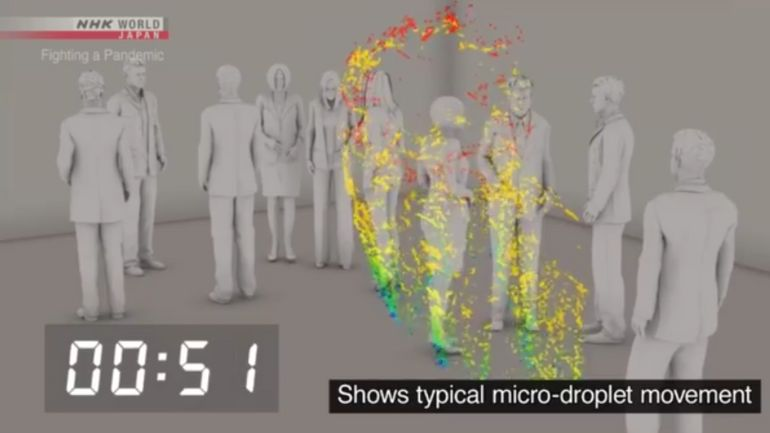 NHK WORLD
JAPAN
Fighting a Pandemic
00:51
Shows typical micro-droplet movement